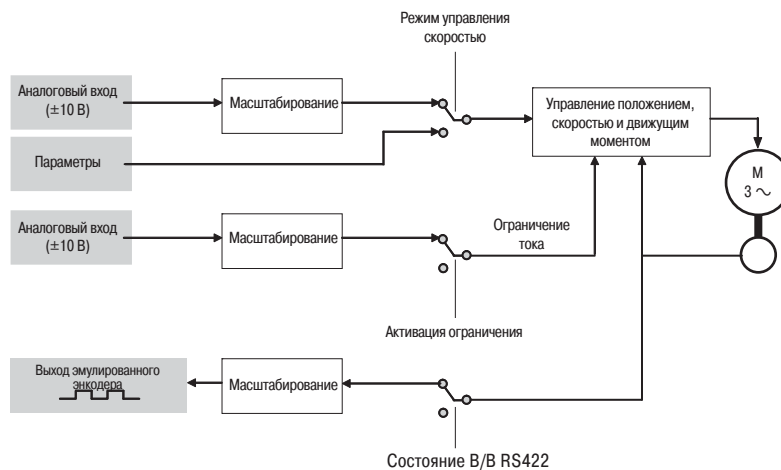 Режим управления
скоростью
Аналоговый вход
(±10 В)
Масштабирование
Управление положением,
скоростью и движущим
моментом
Параметры
М
3 ~
Аналоговый вход
(±10 В)
Масштабирование
Ограничение
тока
Активация ограничения
Выход эмулированного
энкодера
Масштабирование
Состояние В/В RS422